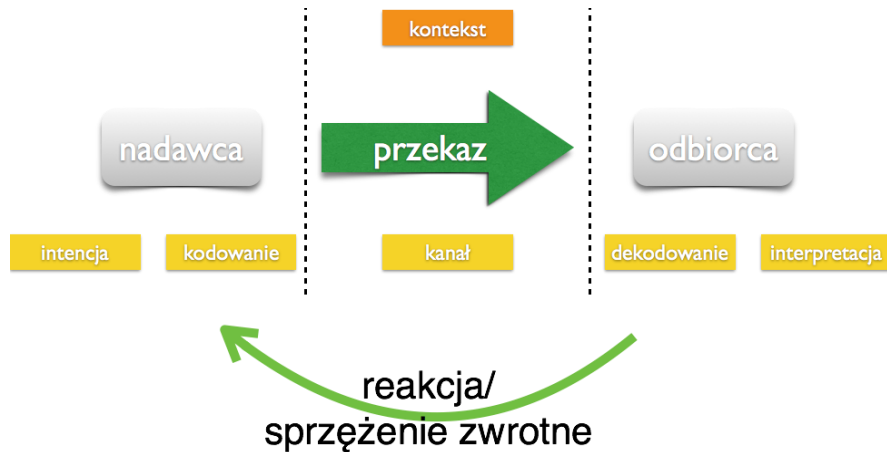 kontekst
nadawca
przekaz
odbiorca
intencja
kodowanie
kanał
dekodowanie
interpretacja
reakcja/
sprzężenie zwrotne